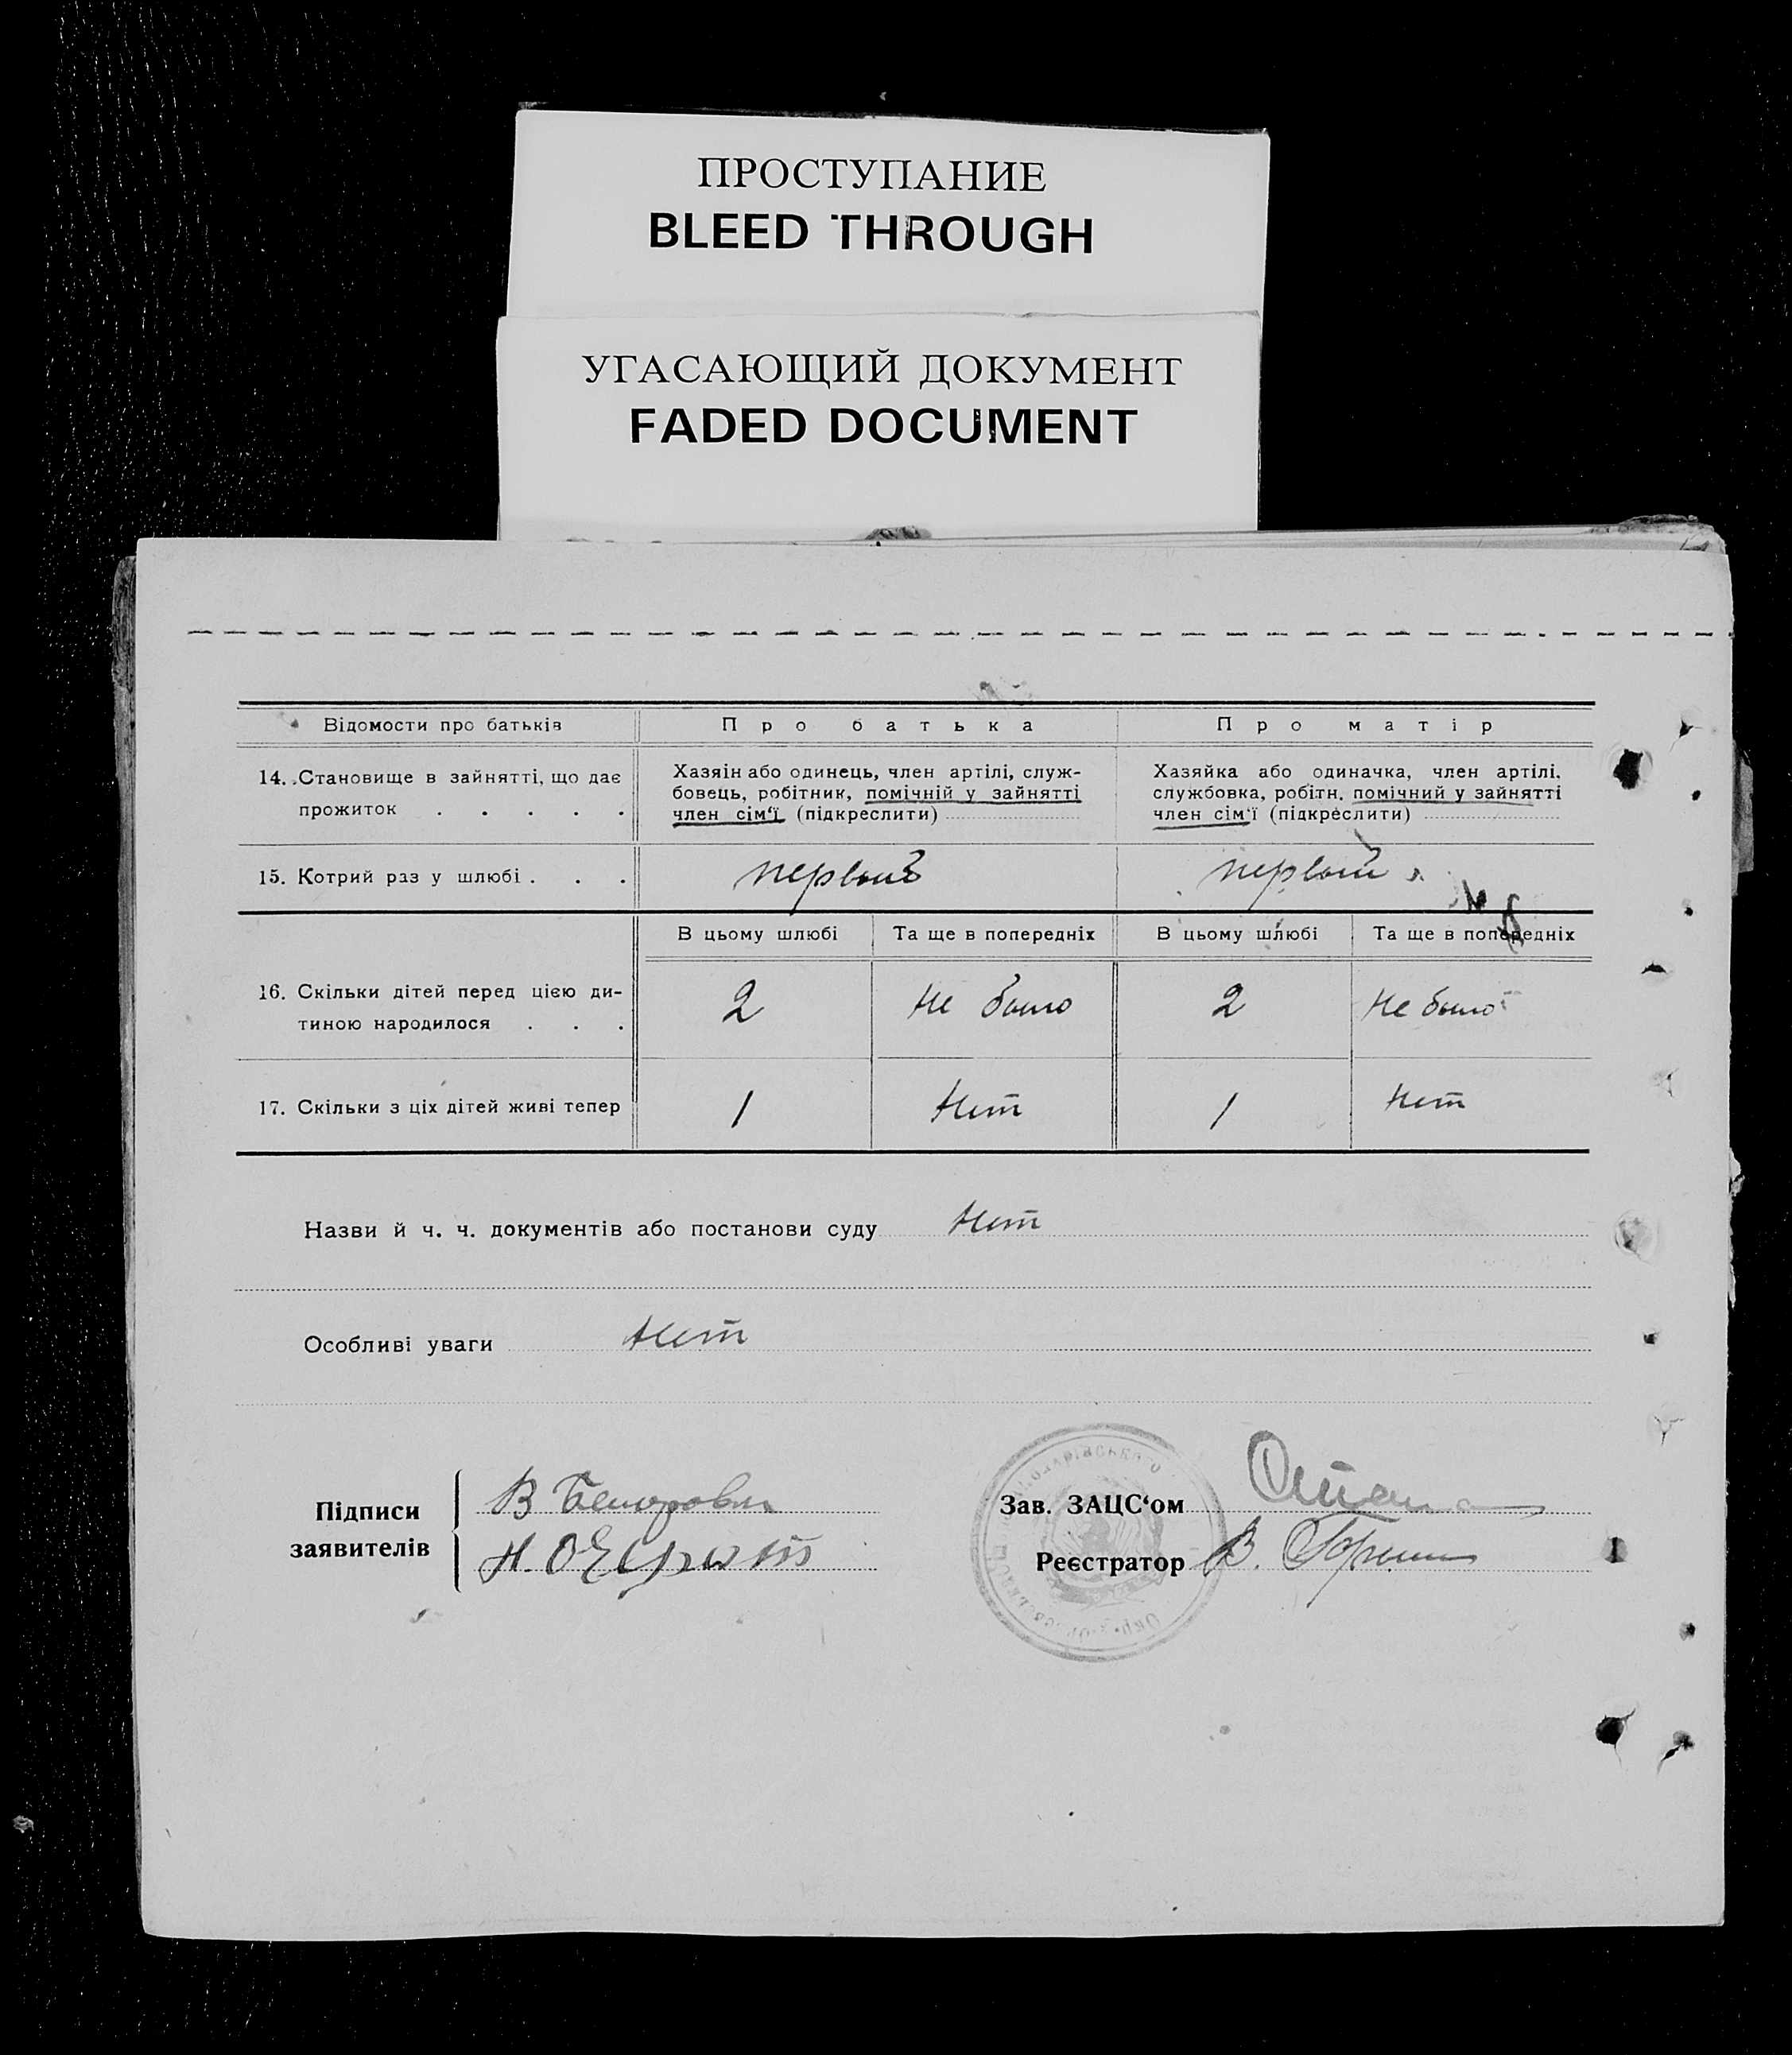 ПРОСТУПАНИЕ
BLEED THROUGH
УГАСАЮЩИЙ ДОКУМЕНТ
FADED DOCUMENT
Відомости про батьків Про батька Про матір
14. Становище в зайнятті, що дає прожиток . . . . .
Хазяін або одинець, член артілі, служ-
бовець, робітник, помічній у зайнятті
член сім‘ї (підкреслити)
Хазяйка або одиначка, член артілі,
службовка, робітн. помічний у зайнятті
член сім‘ї (підкреслити)
15. Котрий раз у шлюбі . . . первый первый
В цьому шлюбі Та ще в попередніх В цьому шлюбі Та ще в попередніх
16. Скільки дітей перед цією ди-
тиною народилося . . . 2 Не было 2 Не было
17. Скільки з ціх дітей живі тепер 1 Нет 1 Нет
Назви й ч. ч. документів або постанови суду Нет
Особливі уваги Нет
Підписи
заявителів
В
Н.
Зав. ЗАЦС‘ом
Реєстратор В.